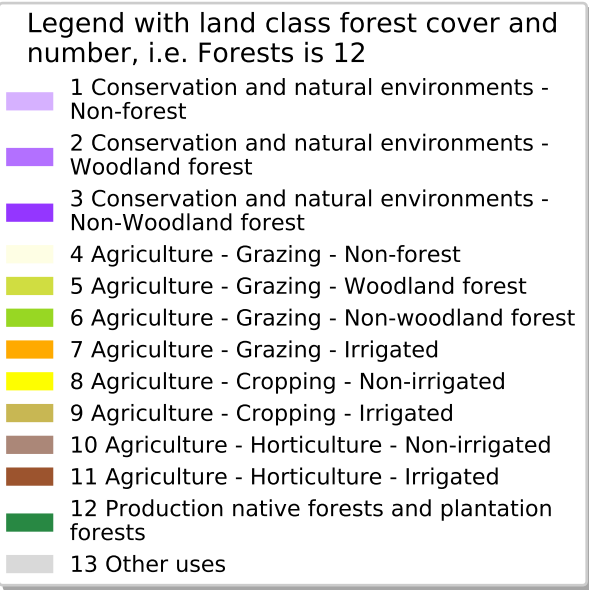 Legend with land class forest cover and
number, i.e. Forests is 12
1 Conservation and natural environments -
Non-forest
2 Conservation and natural environments -
Woodland forest
3 Conservation and natural environments -
Non-Woodland forest
4 Agriculture - Grazing - Non-forest
5 Agriculture - Grazing - Woodland forest
6 Agriculture - Grazing - Non-woodland forest
7 Agriculture - Grazing - Irrigated
8 Agriculture - Cropping - Non-irrigated
9 Agriculture - Cropping - Irrigated
10 Agriculture - Horticulture - Non-irrigated
11 Agriculture - Horticulture - Irrigated
12 Production native forests and plantation
forests
13 Other uses